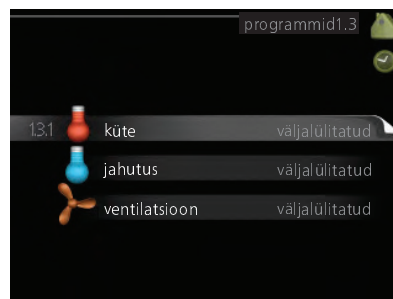 programmid1.3
1.3.1 küte väljalülitatud
jahutus väljalülitatud
ventilatsioon väljalülitatud